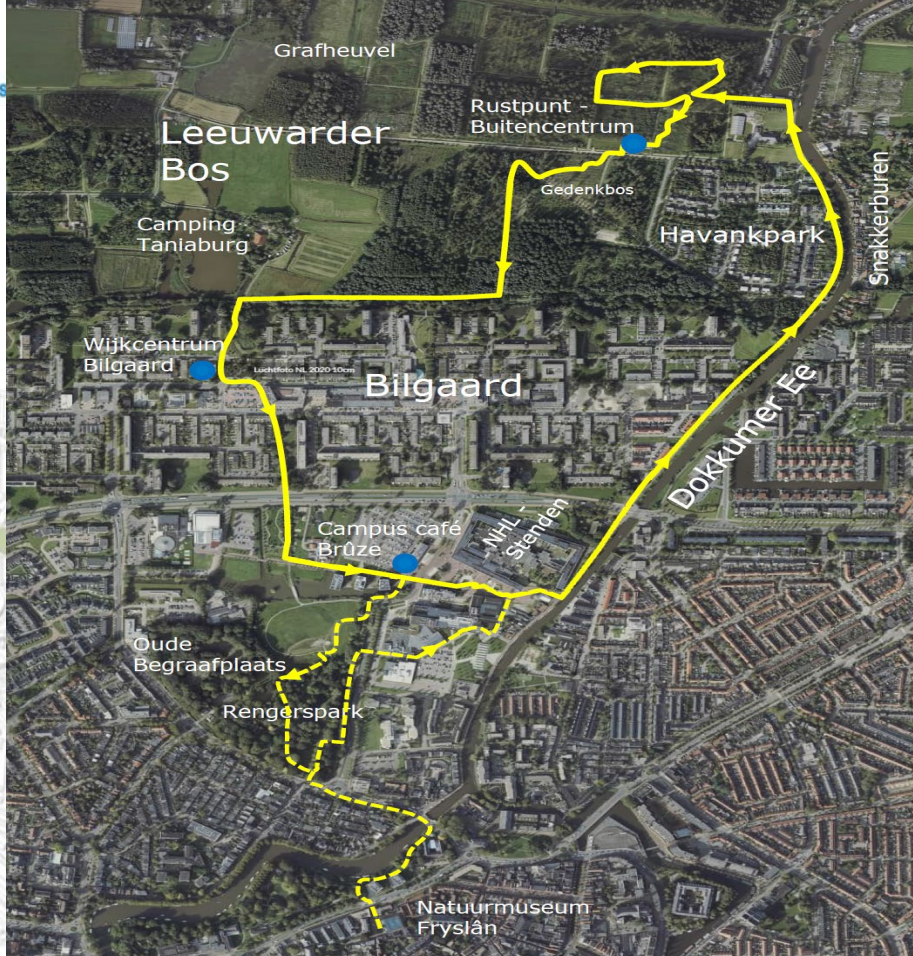 s
Grafheuvel
Rustpunt -
Buitencentrum
Leeuwarder
Bos
Gedenkbos
Camping
Taniaburg
Havankpark
Snakkerburen
Wijkcentrum
Bilgaard
Luchtfoto NL 2020 10cm
Bilgaard
Dokkumer Ee
Campus café
Brûze
NHL -
Stenden
Oude
Begraafplaats
Rengerspark
Natuurmuseum
Fryslân